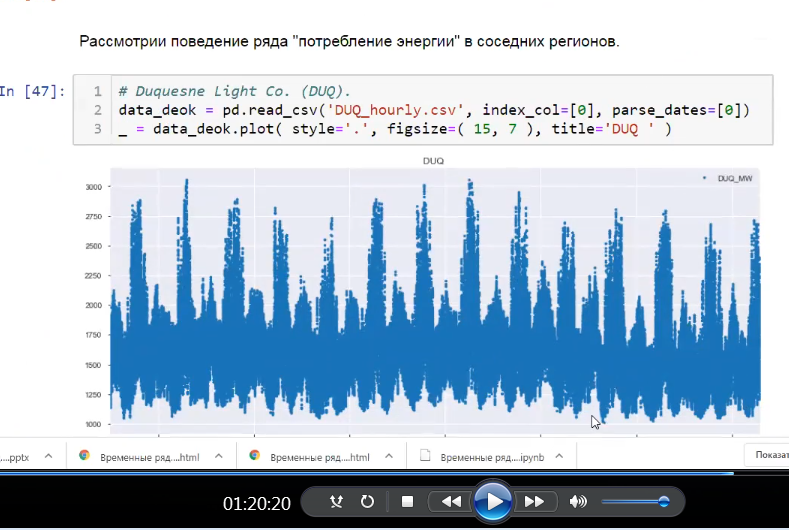 Рассмотрии поведение ряда "потребление энергии" в соседних регионов.
In [47]:
1 # Duquesne Light Co. (DUQ).
2 data_deok = pd.read_csv('DUQ_hourly.csv', index_col=[0], parse_dates=[0])
3 _ = data_deok.plot( style='.', figsize=( 15, 7 ), title='DUQ ' )
DUQ
DUQ_MW
3000
2750
2500
2250
2000
1750
1500
1250
1000
....pptx
Временные ряд....html
Временные ряд....html
Временные ряд....ipynb
Показат
01:20:20